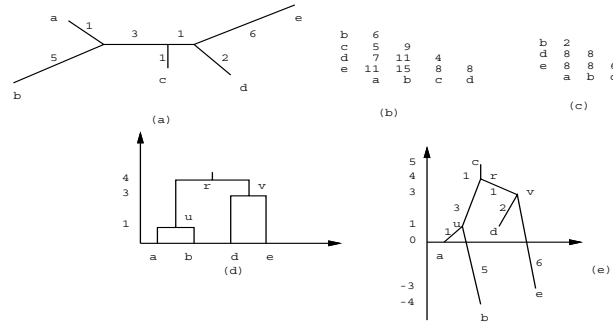 a 1 3 1 6 e
5 1 2
b c d
(a)
b 6
c 5 9
d 7 11 4
e 11 15 8 8
a b c d
(b)
b 2
d 8 8
e 8 8 6
a b d
(c)
4
3
1
r v
u
a b d e
(d)
5
4
3
1
0
-3
-4
c
1 r
1 v
3 2
u
1 d
a
5 6
e
b
(e)